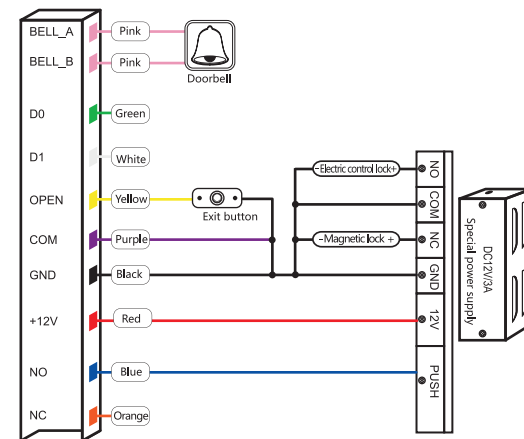 BELL_A
Pink
BELL_B
Pink
Doorbell
D0
Green
D1
White
OPEN
Yellow
Exit button
COM
Purple
GND
Black
+12V
Red
NO
Blue
NC
Orange
-Electric control lock+
-Magnetic lock +
NO
COM
NC
GND
12V
PUSH
DC12V/3A
Special power supply